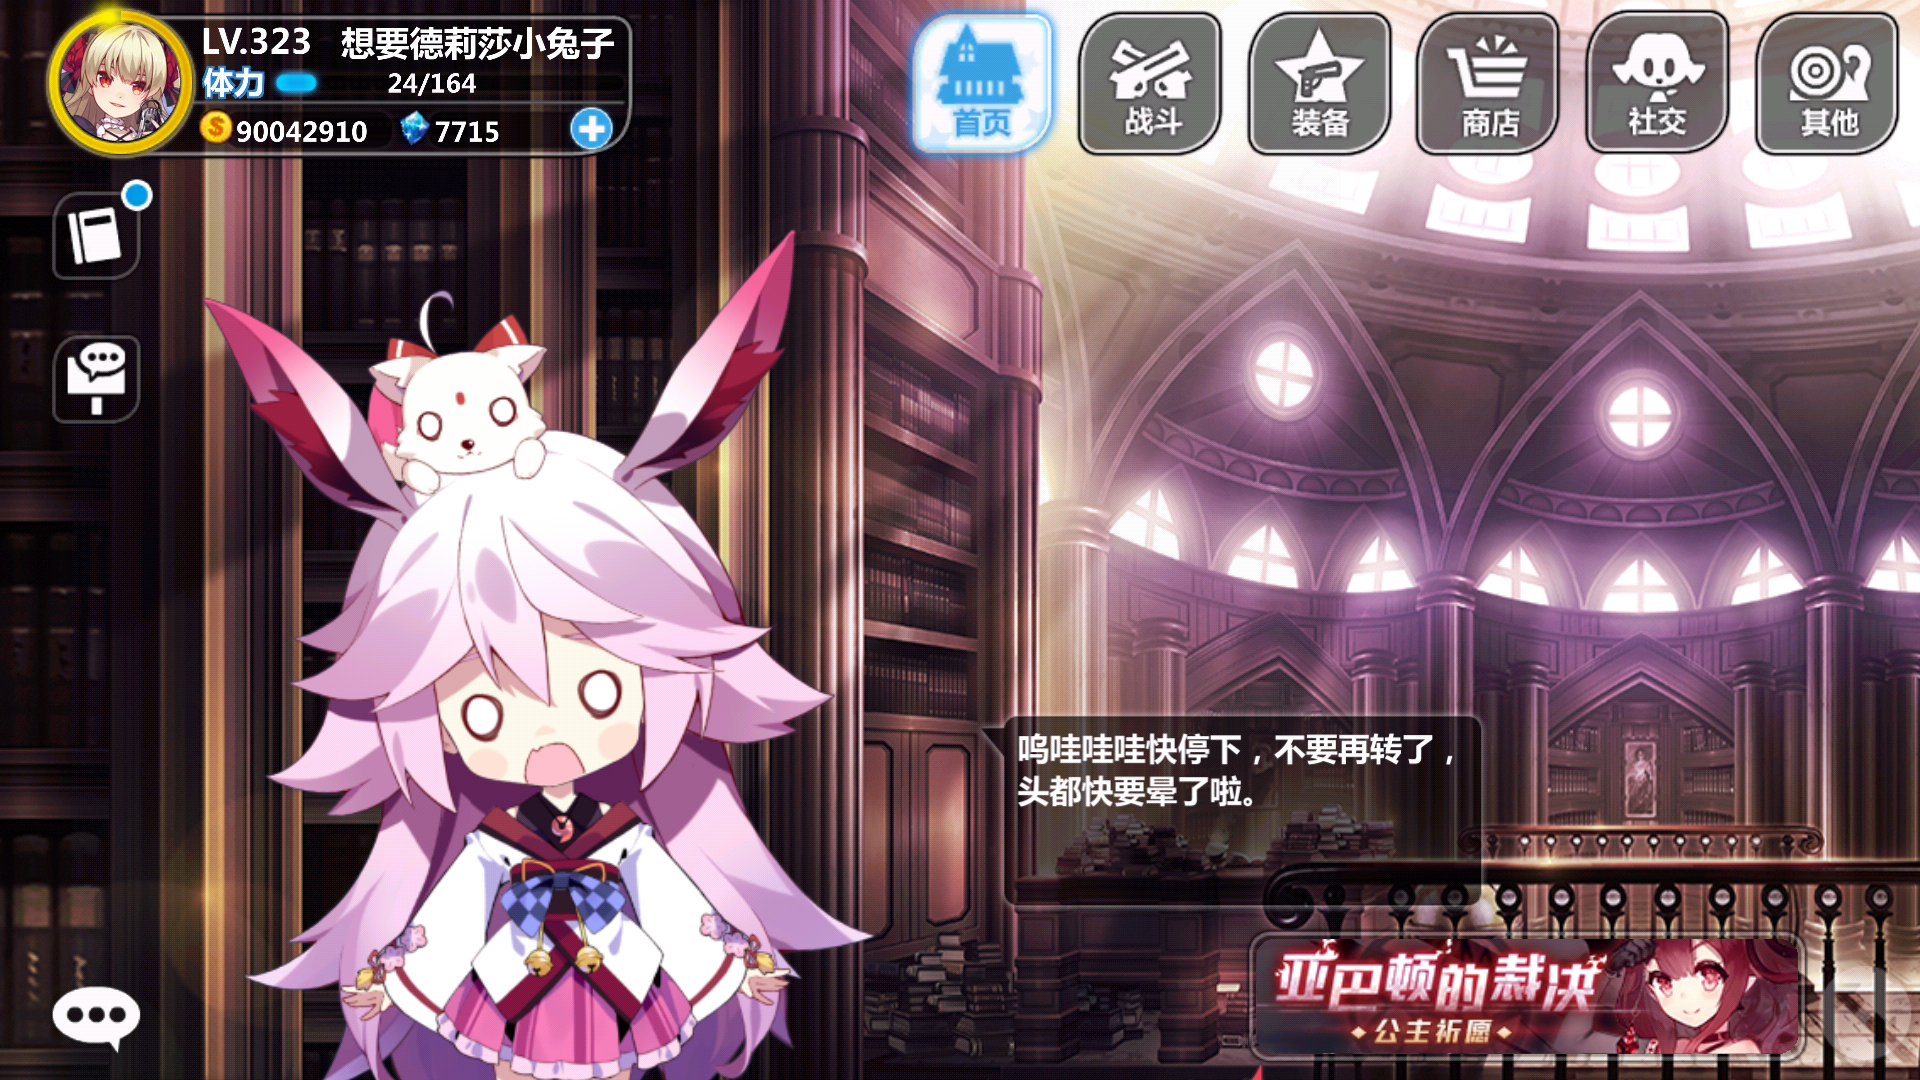 LV.323 想要德莉莎小兔子
体力 24/164
90042910 7715
首页
战斗
装备
商店
社交
其他
呜哇哇哇快停下，不要再转了，
头都快要晕了啦。
亚巴顿的裁决
公主祈愿